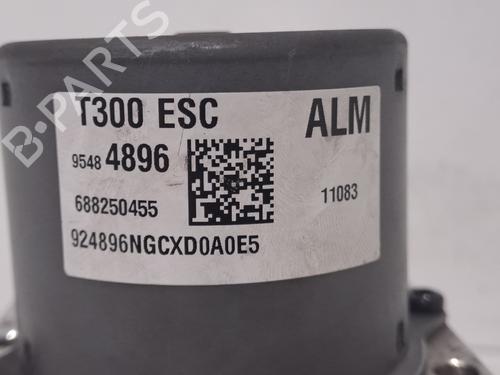 B-PARTS
T300 ESC
ALM
9548 4896
688250455
11083
924896NGCXD0A0E5